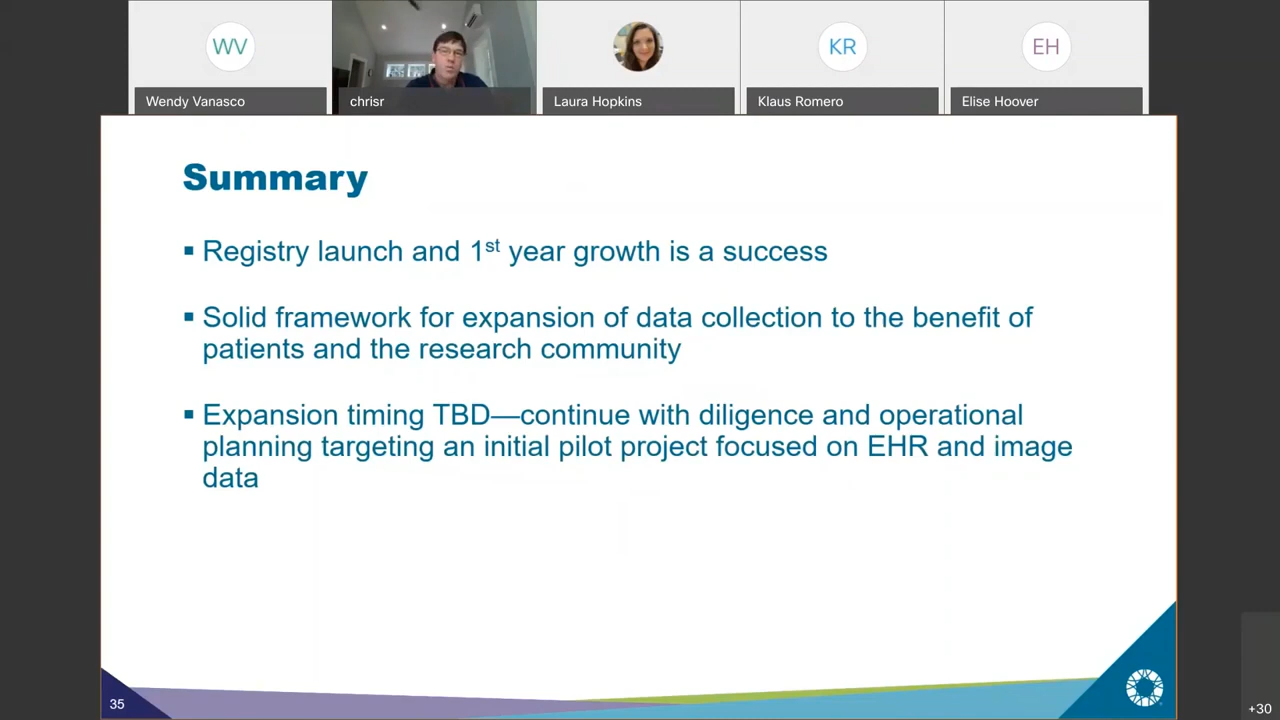 WV
KR
EH
Wendy Vanasco
chrisr
Laura Hopkins
Klaus Romero
Elise Hoover
Summary
▪ Registry launch and 1st year growth is a success
▪ Solid framework for expansion of data collection to the benefit of
patients and the research community
▪ Expansion timing TBD—continue with diligence and operational
planning targeting an initial pilot project focused on EHR and image
data
35
+30